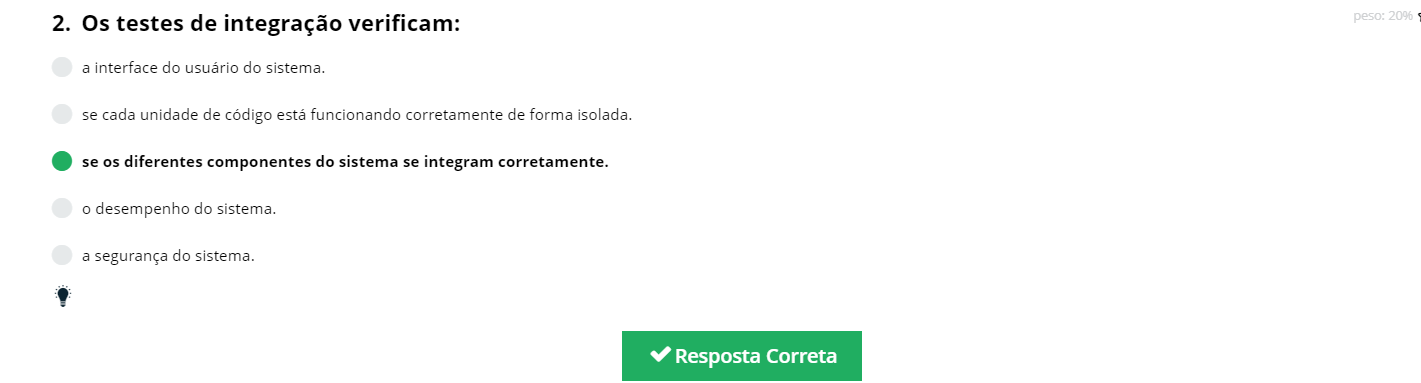 2. Os testes de integração verificam:
peso: 20%
a interface do usuário do sistema.
se cada unidade de código está funcionando corretamente de forma isolada.
se os diferentes componentes do sistema se integram corretamente.
o desempenho do sistema.
a segurança do sistema.
Resposta Correta